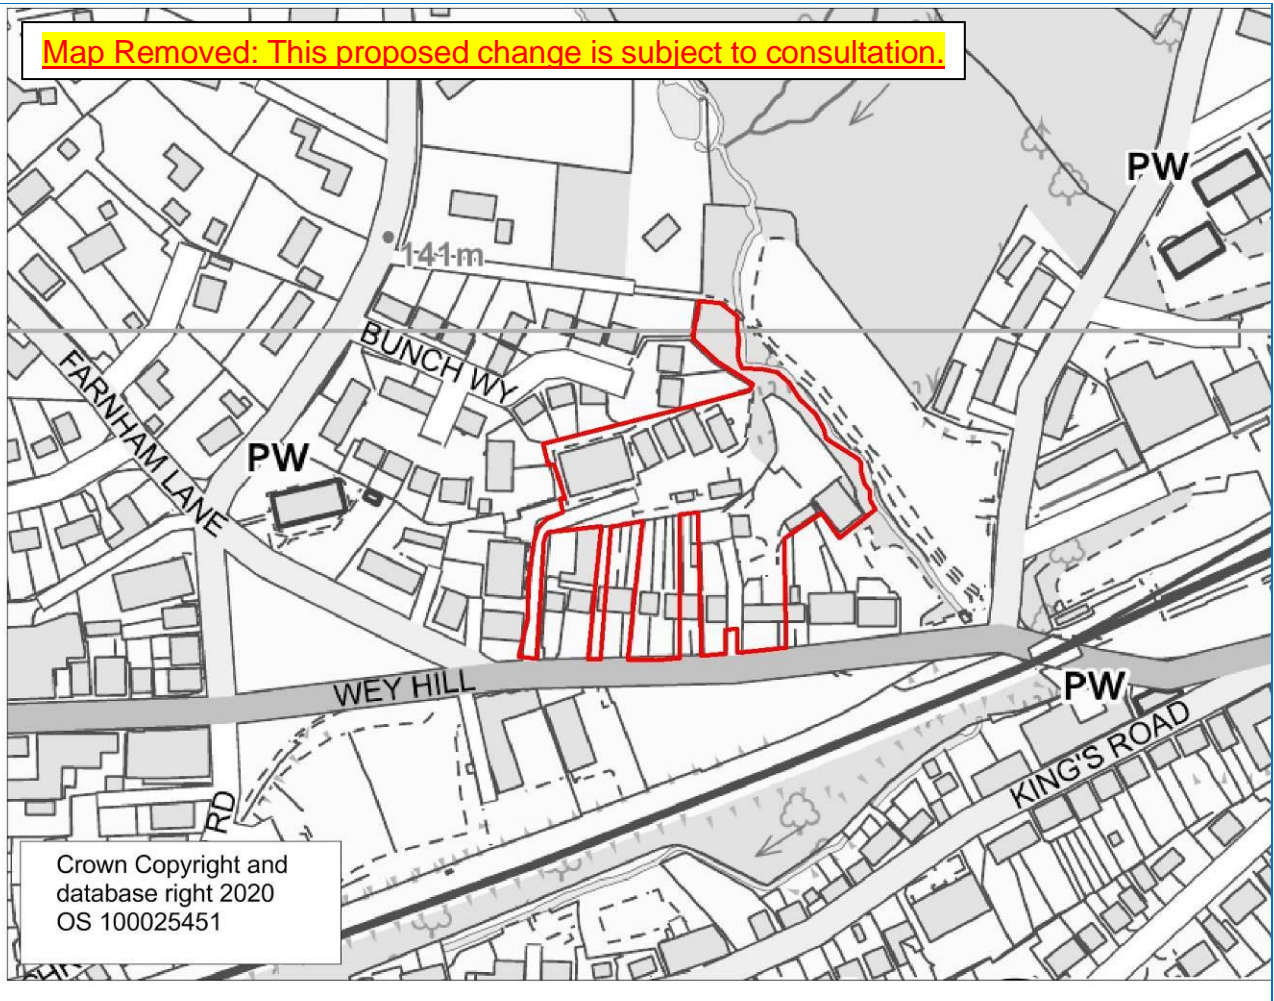 Map Removed: This proposed change is subject to consultation.
PW
141m
BUNCH WY
FARNHAM LANE
PW
WEY HILL
PW
KING'S ROAD
RD
Crown Copyright and
database right 2020
OS 100025451